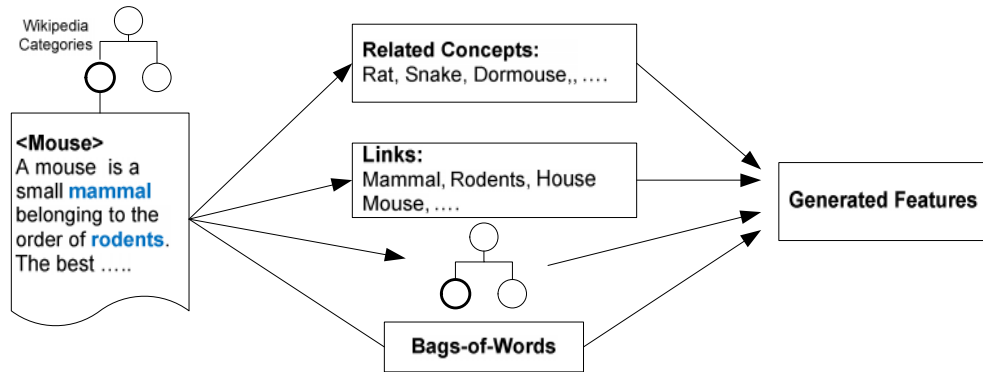 Wikipedia
Categories
<Mouse>
A mouse is a
small mammal
belonging to the
order of rodents.
The best …..
Related Concepts:
Rat, Snake, Dormouse,, ….
Links:
Mammal, Rodents, House
Mouse, ….
Bags-of-Words
Generated Features